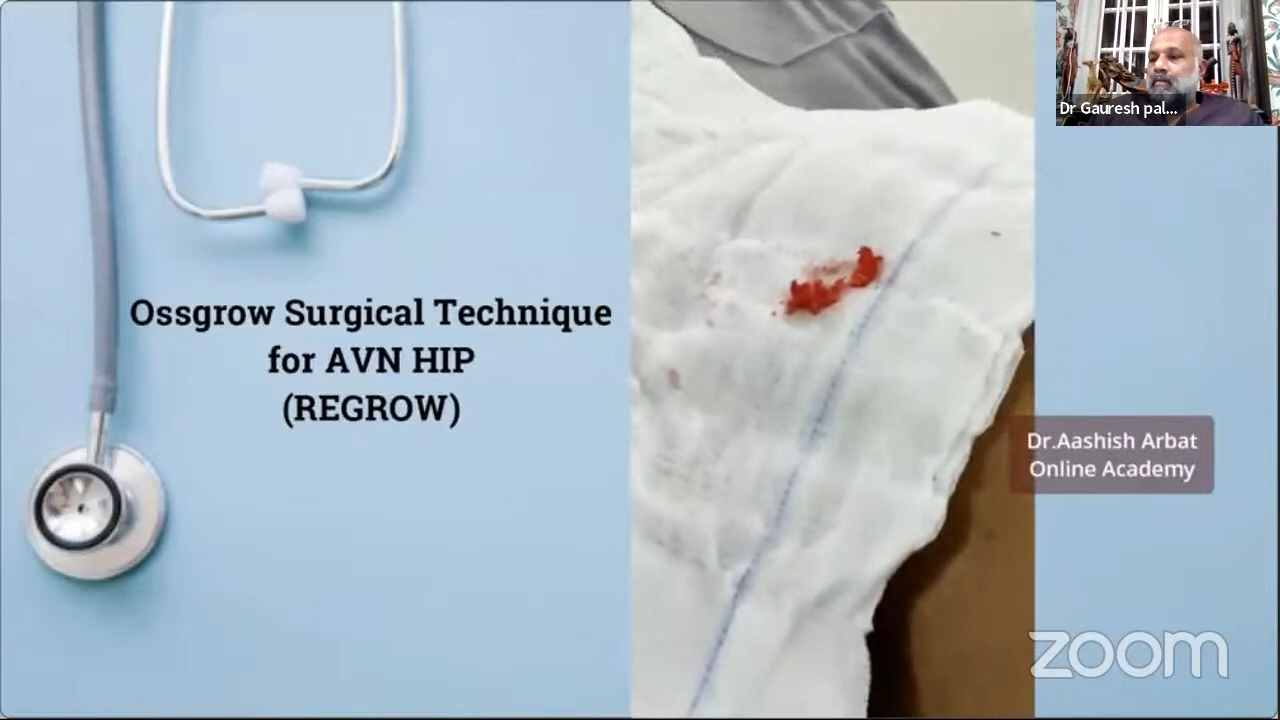 Dr Gauresh pal...
Ossgrow Surgical Technique
for AVN HIP
(REGROW)
Dr.Aashish Arbat
Online Academy
zoom